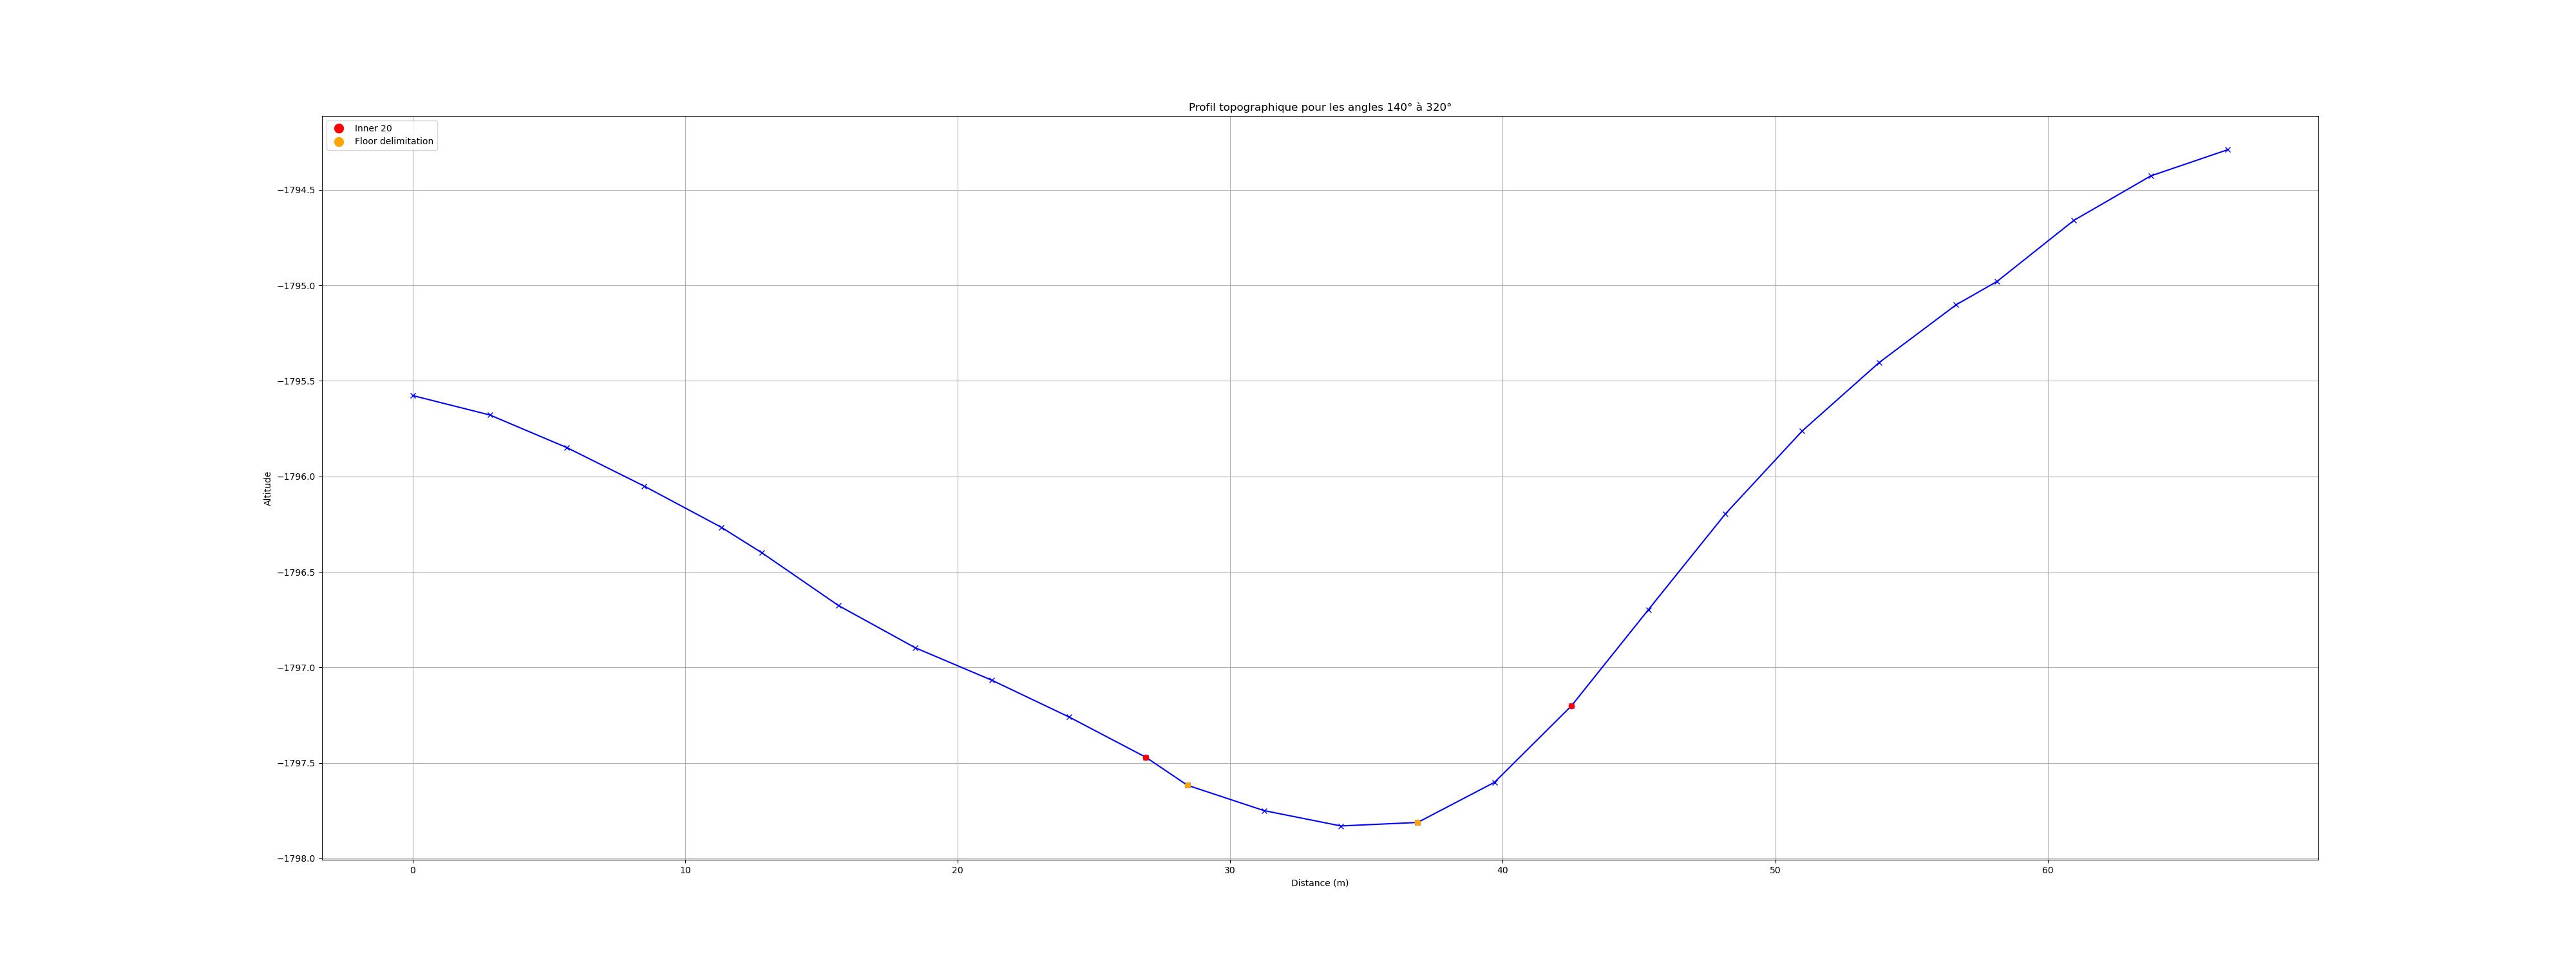 Profil topographique pour les angles 140° à 320°
Inner 20
Floor delimitation
−1794.5
−1795.0
−1795.5
−1796.0
−1796.5
−1797.0
−1797.5
−1798.0
Altitude
0 10 20 30 40 50 60
Distance (m)